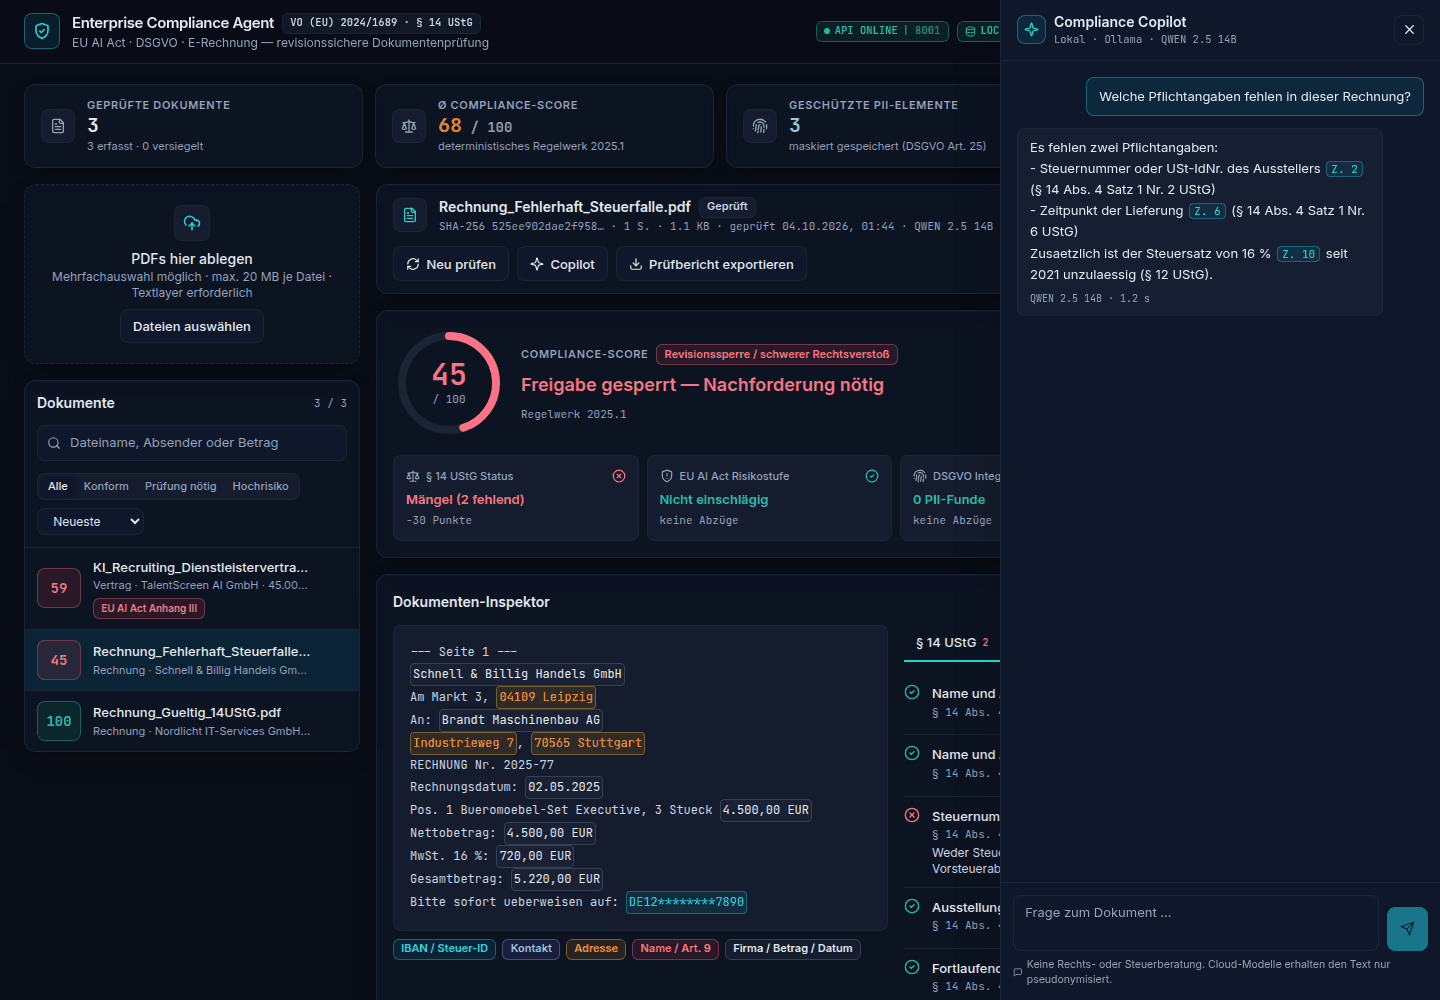 Enterprise Compliance Agent VO (EU) 2024/1689 · § 14 UStG
EU AI Act · DSGVO · E-Rechnung — revisionssichere Dokumentenprüfung
API ONLINE | 8001
LOC
GEPRÜFTE DOKUMENTE
3
3 erfasst · 0 versiegelt
Ø COMPLIANCE-SCORE
68 / 100
deterministisches Regelwerk 2025.1
GESCHÜTZTE PII-ELEMENTE
3
maskiert gespeichert (DSGVO Art. 25)
PDFs hier ablegen
Mehrfachauswahl möglich · max. 20 MB je Datei ·
Textlayer erforderlich
Dateien auswählen
Dokumente 3 / 3
Dateiname, Absender oder Betrag
Alle Konform Prüfung nötig Hochrisiko
Neueste
59
KI_Recruiting_Dienstleistervertra...
Vertrag · TalentScreen AI GmbH · 45.00...
EU AI Act Anhang III
45
Rechnung_Fehlerhaft_Steuerfalle...
Rechnung · Schnell & Billig Handels Gm...
100
Rechnung_Gueltig_14UStG.pdf
Rechnung · Nordlicht IT-Services GmbH...
Rechnung_Fehlerhaft_Steuerfalle.pdf Geprüft
SHA-256 525ee902dae2f958… · 1 S. · 1.1 KB · geprüft 04.10.2026, 01:44 · QWEN 2.5 14B
Neu prüfen Copilot Prüfbericht exportieren
45
/ 100
COMPLIANCE-SCORE Revisionssperre / schwerer Rechtsverstoß
Freigabe gesperrt — Nachforderung nötig
Regelwerk 2025.1
§ 14 UStG Status
Mängel (2 fehlend)
-30 Punkte
EU AI Act Risikostufe
Nicht einschlägig
keine Abzüge
DSGVO Integ
0 PII-Funde
keine Abzüge
Dokumenten-Inspektor
--- Seite 1 ---
Schnell & Billig Handels GmbH
Am Markt 3, 04109 Leipzig
An: Brandt Maschinenbau AG
Industrieweg 7, 70565 Stuttgart
RECHNUNG Nr. 2025-77
Rechnungsdatum: 02.05.2025
Pos. 1 Bueromoebel-Set Executive, 3 Stueck 4.500,00 EUR
Nettobetrag: 4.500,00 EUR
MwSt. 16 %: 720,00 EUR
Gesamtbetrag: 5.220,00 EUR
Bitte sofort ueberweisen auf: DE12********7890
IBAN / Steuer-ID Kontakt Adresse Name / Art. 9 Firma / Betrag / Datum
§ 14 UStG 2
Name und
§ 14 Abs.
Name und
§ 14 Abs.
Steuernum
§ 14 Abs.
Weder Steue
Vorsteuerab
Ausstellung
§ 14 Abs.
Fortlaufend
§ 14 Abs.
Compliance Copilot
Lokal · Ollama · QWEN 2.5 14B
Welche Pflichtangaben fehlen in dieser Rechnung?
Es fehlen zwei Pflichtangaben:
- Steuernummer oder USt-IdNr. des Ausstellers Z. 2
(§ 14 Abs. 4 Satz 1 Nr. 2 UStG)
- Zeitpunkt der Lieferung Z. 6 (§ 14 Abs. 4 Satz 1 Nr.
6 UStG)
Zusaetzlich ist der Steuersatz von 16 % Z. 10 seit
2021 unzulaessig (§ 12 UStG).
QWEN 2.5 14B · 1.2 s
Frage zum Dokument ...
Keine Rechts- oder Steuerberatung. Cloud-Modelle erhalten den Text nur
pseudonymisiert.